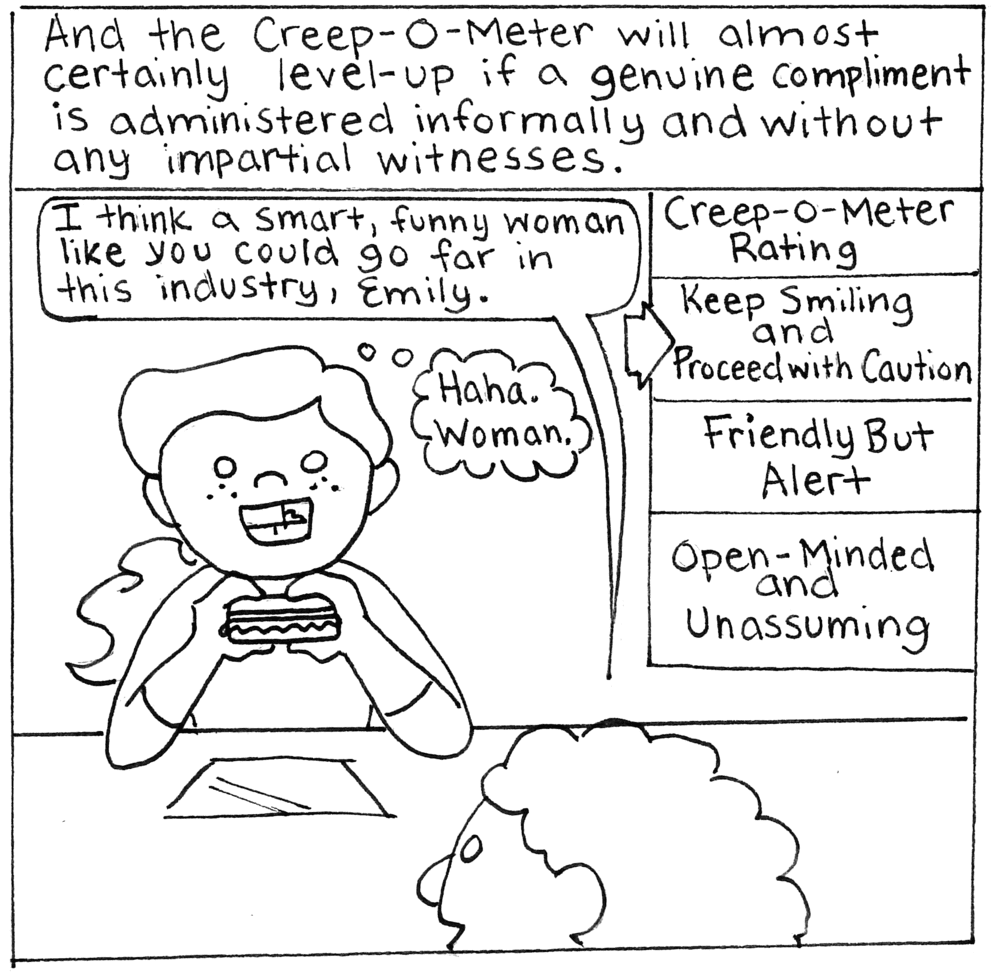 And the Creep-O-Meter will almost
certainly level-up if a genuine compliment
is administered informally and without
any impartial witnesses.
I think a smart, funny woman
like you could go far in
this industry, Emily.
Haha.
Woman.
Creep-O-Meter
Rating
Keep Smiling
and
Proceed with Caution
Friendly But
Alert
Open-Minded
and
Unassuming